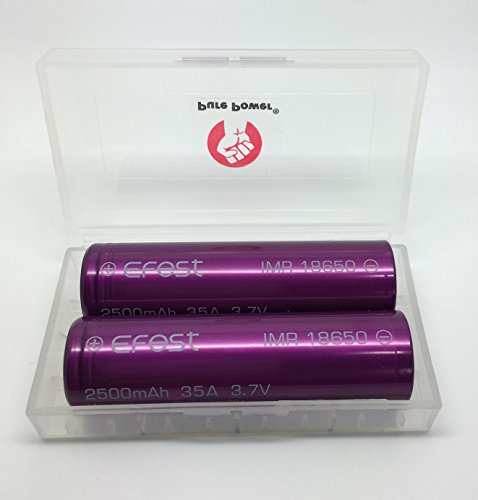 Pure Power®
⊕ EFEST IMR 18650 ⊖
2500mAh 35A 3.7V
⊕ EFEST IMR 18650 ⊖
2500mAh 35A 3.7V